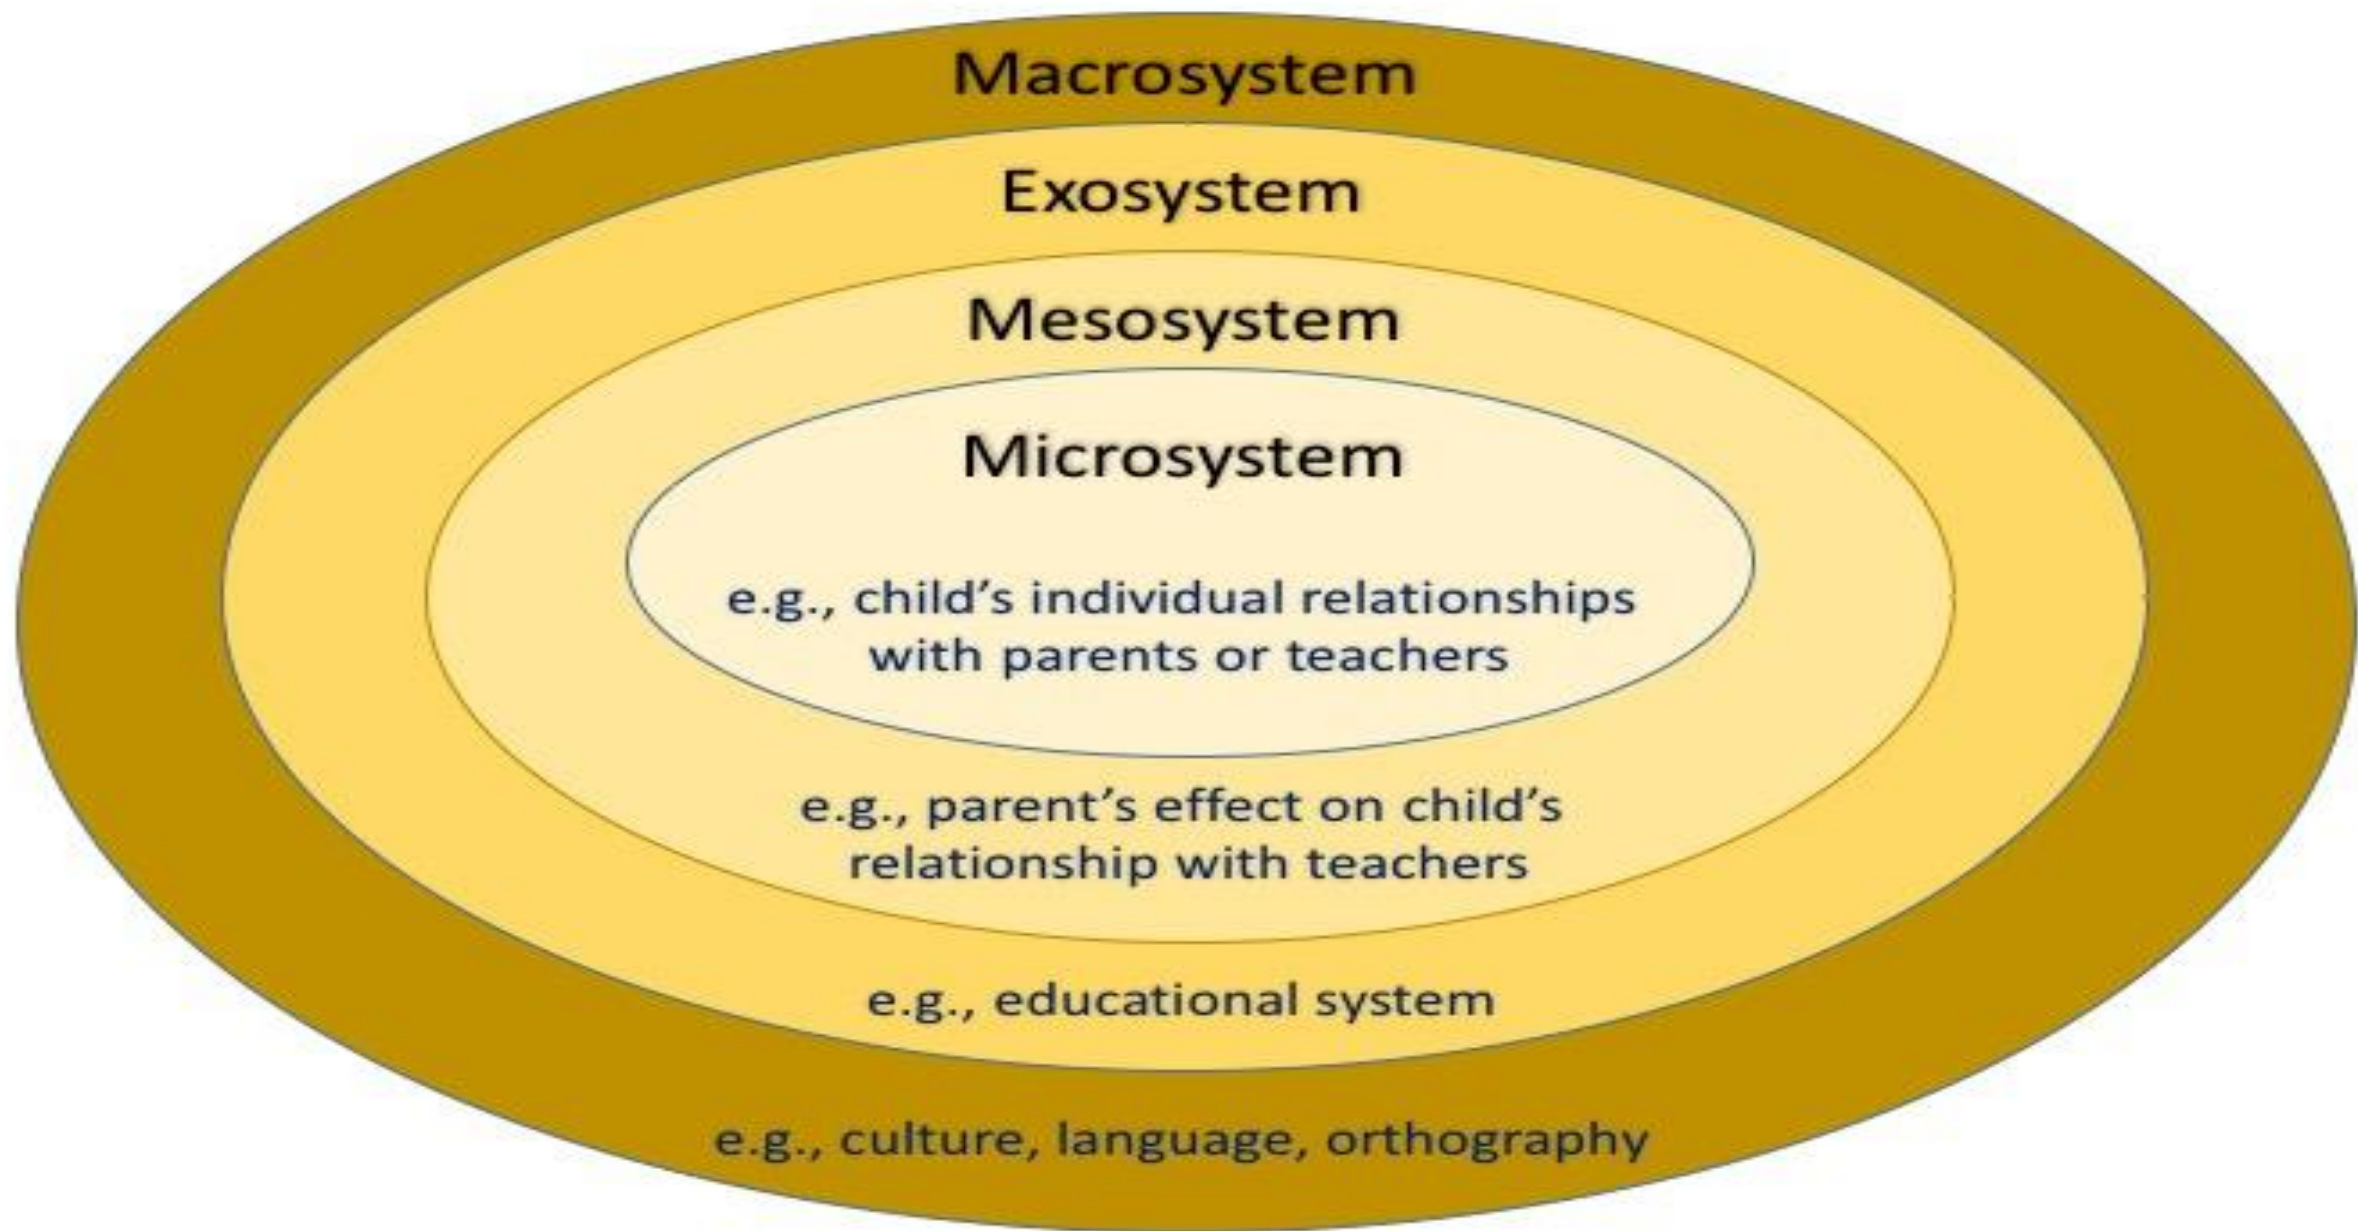 Macrosystem
Exosystem
Mesosystem
Microsystem
e.g., child’s individual relationships
with parents or teachers
e.g., parent’s effect on child’s
relationship with teachers
e.g., educational system
e.g., culture, language, orthography